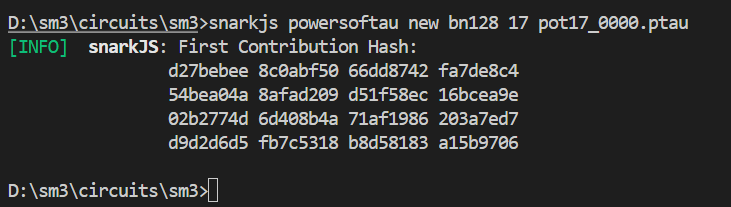 D:\sm3\circuits\sm3>snarkjs powersoftau new bn128 17 pot17_0000.ptau
[INFO]  snarkJS: First Contribution Hash:
d27bebee 8c0abf50 66dd8742 fa7de8c4
54bea04a 8afad209 d51f58ec 16bcea9e
02b2774d 6d408b4a 71af1986 203a7ed7
d9d2d6d5 fb7c5318 b8d58183 a15b9706
D:\sm3\circuits\sm3>